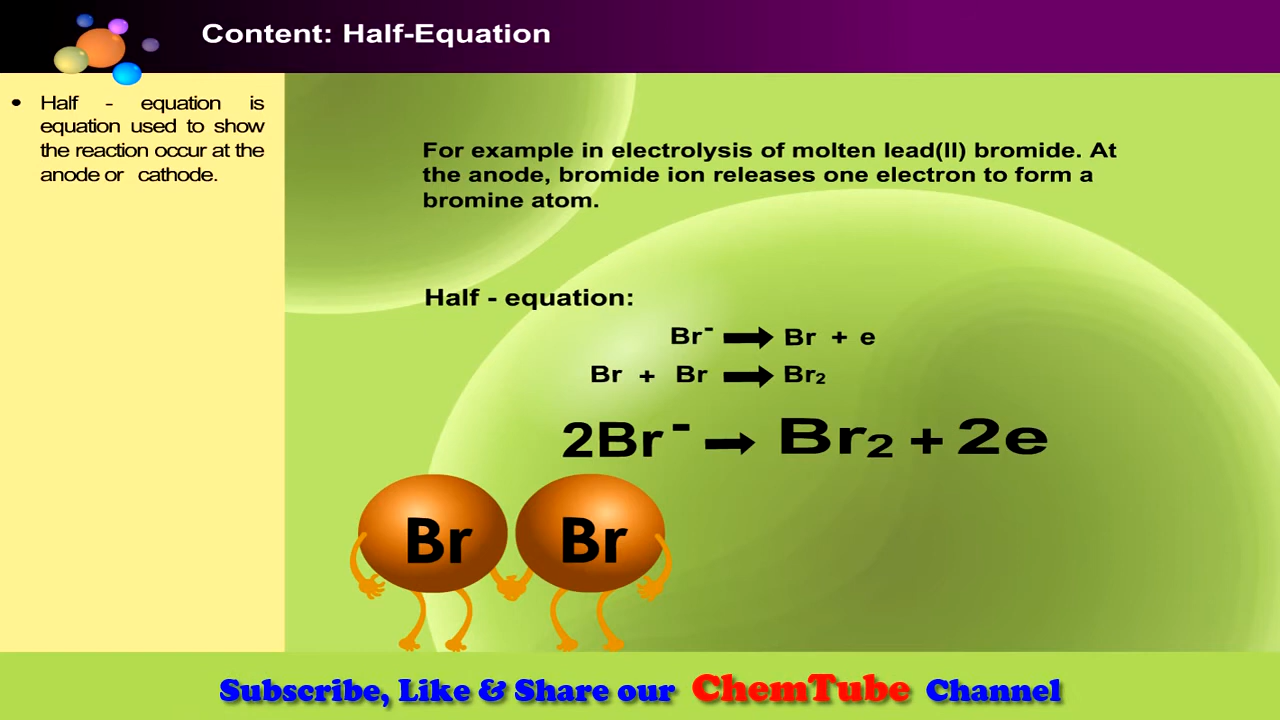 Content: Half-Equation
• Half - equation is
equation used to show
the reaction occur at the
anode or cathode.
For example in electrolysis of molten lead(II) bromide. At
the anode, bromide ion releases one electron to form a
bromine atom.
Half - equation:
Br⁻ ➡ Br + e
Br + Br ➡ Br₂
2Br⁻ ➡ Br₂ + 2e
Br Br
Subscribe, Like & Share our ChemTube Channel